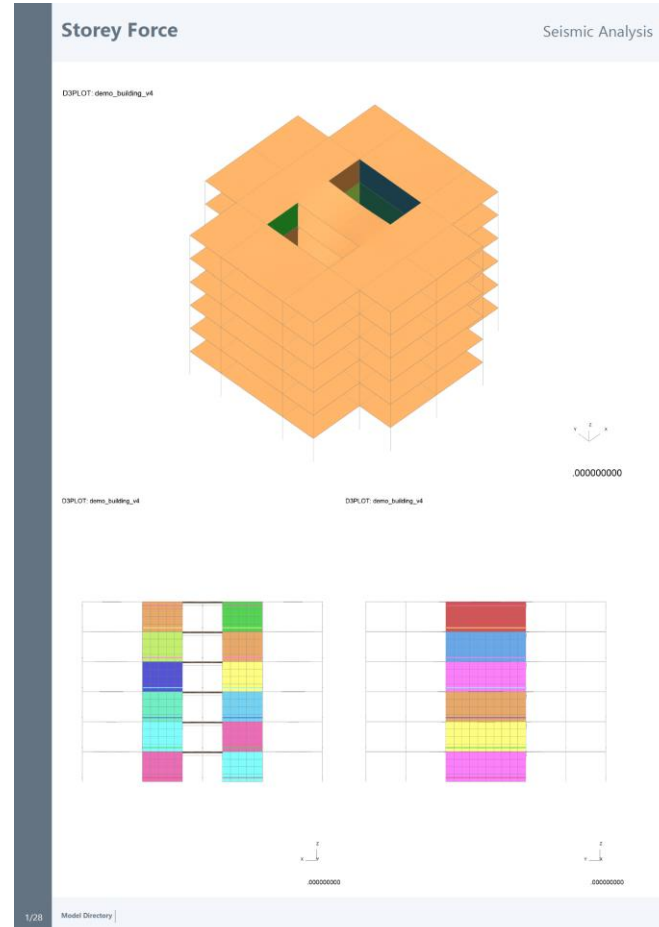 Storey Force
Seismic Analysis
D3PLOT: demo_building_v4
Y Z X
.000000000
D3PLOT: demo_building_v4
D3PLOT: demo_building_v4
Z
X Y
.000000000
Z
Y X
.000000000
1/28
Model Directory